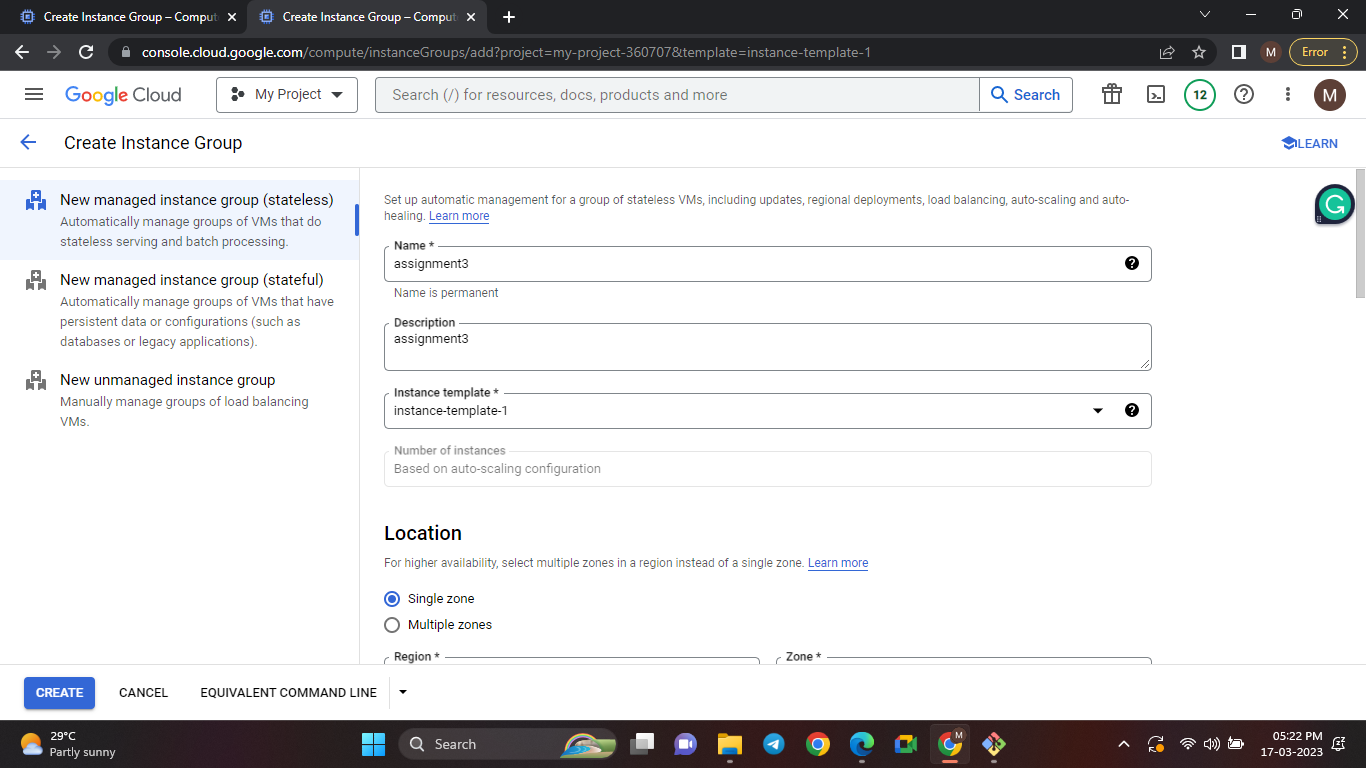 Create Instance Group – Comput
Create Instance Group – Comput
console.cloud.google.com/compute/instanceGroups/add?project=my-project-360707&template=instance-template-1
M
Error
Google Cloud
My Project
Search (/) for resources, docs, products and more
Search
12
M
Create Instance Group
LEARN
New managed instance group (stateless)
Automatically manage groups of VMs that do
stateless serving and batch processing.
New managed instance group (stateful)
Automatically manage groups of VMs that have
persistent data or configurations (such as
databases or legacy applications).
New unmanaged instance group
Manually manage groups of load balancing
VMs.
Set up automatic management for a group of stateless VMs, including updates, regional deployments, load balancing, auto-scaling and auto-
healing. Learn more
Name *
assignment3
Name is permanent
Description
assignment3
Instance template *
instance-template-1
Number of instances
Based on auto-scaling configuration
Location
For higher availability, select multiple zones in a region instead of a single zone. Learn more
Single zone
Multiple zones
Region *
Zone *
CREATE
CANCEL
EQUIVALENT COMMAND LINE
29°C
Partly sunny
Search
M
05:22 PM
17-03-2023